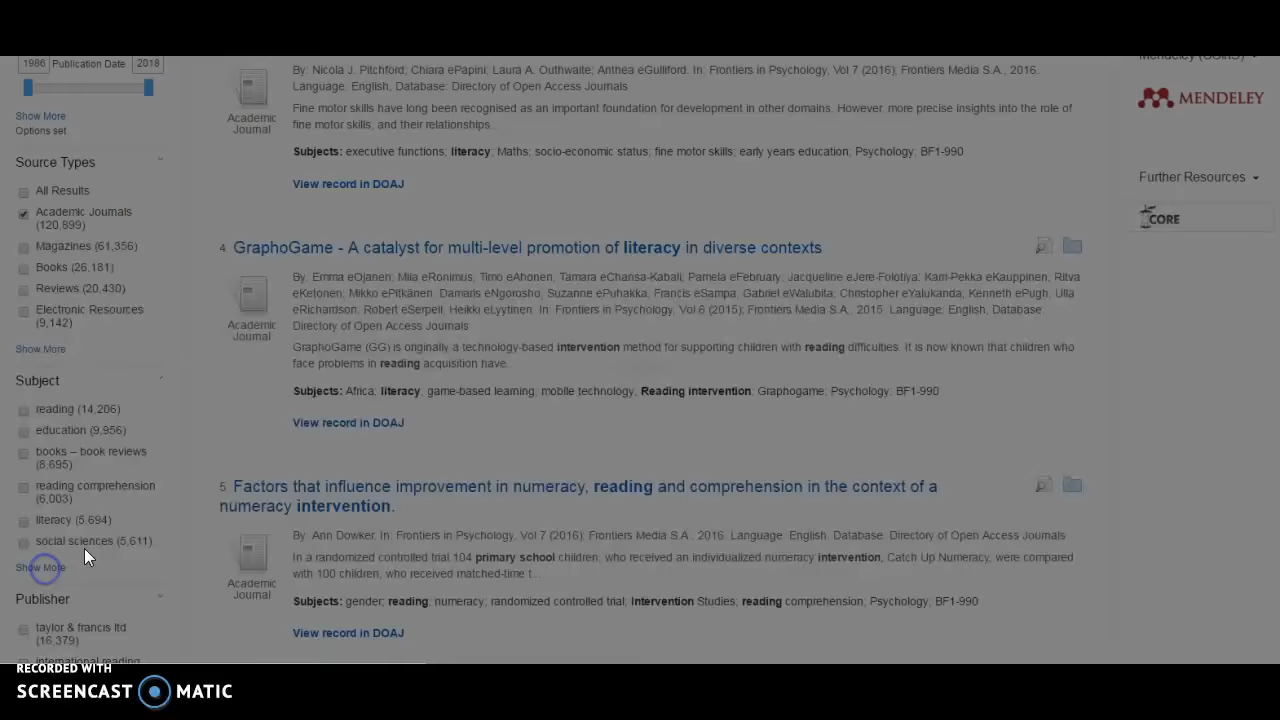 1986 Publication Date 2018
Show More
Options set
Source Types
All Results
Academic Journals
(120,899)
Magazines (61,356)
Books (26,181)
Reviews (20,430)
Electronic Resources
(9,142)
Show More
Subject
reading (14,206)
education (9,956)
books – book reviews
(8,695)
reading comprehension
(6,003)
literacy (5,694)
social sciences (5,611)
Show More
Publisher
taylor & francis ltd
(16,379)
international reading
Academic
Journal
By: Nicola J. Pitchford; Chiara ePapini; Laura A. Outhwaite; Anthea eGulliford. In: Frontiers in Psychology, Vol 7 (2016); Frontiers Media S.A., 2016.
Language: English, Database: Directory of Open Access Journals
Fine motor skills have long been recognised as an important foundation for development in other domains. However, more precise insights into the role of
fine motor skills, and their relationships...
Subjects: executive functions; literacy; Maths; socio-economic status; fine motor skills; early years education; Psychology; BF1-990
View record in DOAJ
4. GraphoGame - A catalyst for multi-level promotion of literacy in diverse contexts
Academic
Journal
By: Emma eOjanen; Miia eRonimus; Timo eAhonen; Tamara eChansa-Kabali; Pamela eFebruary; Jacqueline eJere-Folotiya; Karri-Pekka eKauppinen; Ritva
eKetonen; Mikko ePitkänen; Damaris eNgorosho; Suzanne ePuhakka; Francis eSampa; Gabriel eWalubita; Christopher eYalukanda; Kenneth ePugh; Ulla
eRichardson; Robert eSerpell; Heikki eLyytinen. In: Frontiers in Psychology, Vol 6 (2015); Frontiers Media S.A., 2015. Language: English, Database:
Directory of Open Access Journals
GraphoGame (GG) is originally a technology-based intervention method for supporting children with reading difficulties. It is now known that children who
face problems in reading acquisition have...
Subjects: Africa; literacy; game-based learning; mobile technology; Reading intervention; Graphogame; Psychology; BF1-990
View record in DOAJ
5. Factors that influence improvement in numeracy, reading and comprehension in the context of a
numeracy intervention.
Academic
Journal
By: Ann Dowker. In: Frontiers in Psychology, Vol 7 (2016); Frontiers Media S.A., 2016. Language: English, Database: Directory of Open Access Journals
In a randomized controlled trial 104 primary school children, who received an individualized numeracy intervention, Catch Up Numeracy, were compared
with 100 children, who received matched-time t...
Subjects: gender; reading; numeracy; randomized controlled trial; Intervention Studies; reading comprehension; Psychology; BF1-990
View record in DOAJ
Mendeley (COinS)
MENDELEY
Further Resources
CORE
RECORDED WITH
SCREENCAST MATIC